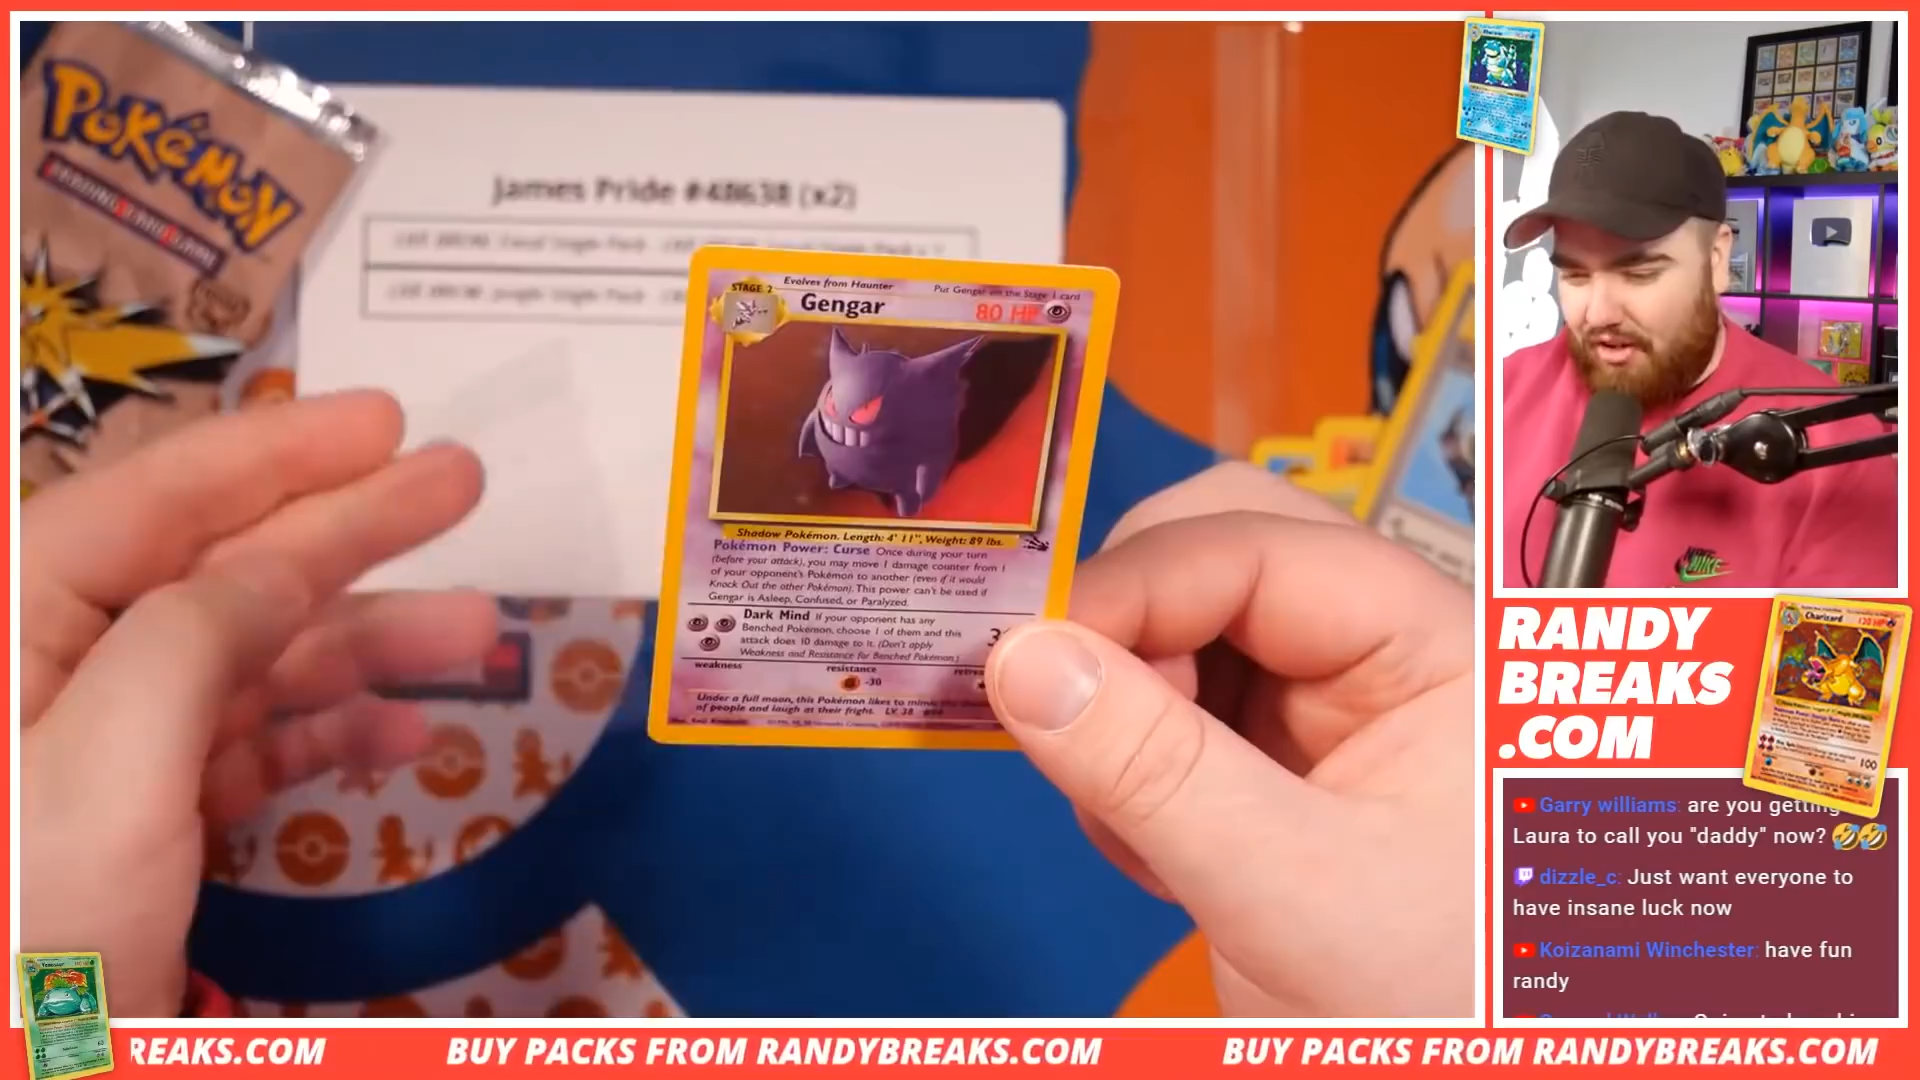 POKéMON
TRADING CARD GAME
James Pride #48638 (x2)
STAGE 2
Evolves from Haunter
Put Gengar on the Stage 1 card
Gengar
80 HP
Shadow Pokémon. Length: 4' 11", Weight: 89 lbs.
Pokémon Power: Curse Once during your turn
(before your attack), you may move 1 damage counter from 1
of your opponent's Pokémon to another (even if it would
Knock Out the other Pokémon). This power can't be used if
Gengar is Asleep, Confused, or Paralyzed.
Dark Mind If your opponent has any
Benched Pokémon, choose 1 of them and this
attack does 10 damage to it. (Don't apply
Weakness and Resistance for Benched Pokémon.)
weakness
resistance
-30
Under a full moon, this Pokémon likes to
of people and laugh at their fright. LV. 38
NIKE
RANDY
BREAKS
.COM
Charizard
120 HP
100
Garry williams: are you getting
Laura to call you "daddy" now? 🤣🤣
dizzle_c: Just want everyone to
have insane luck now
Koizanami Winchester: have fun
randy
Venusaur
REAKS.COM
BUY PACKS FROM RANDYBREAKS.COM
BUY PACKS FROM RANDYBREAKS.COM